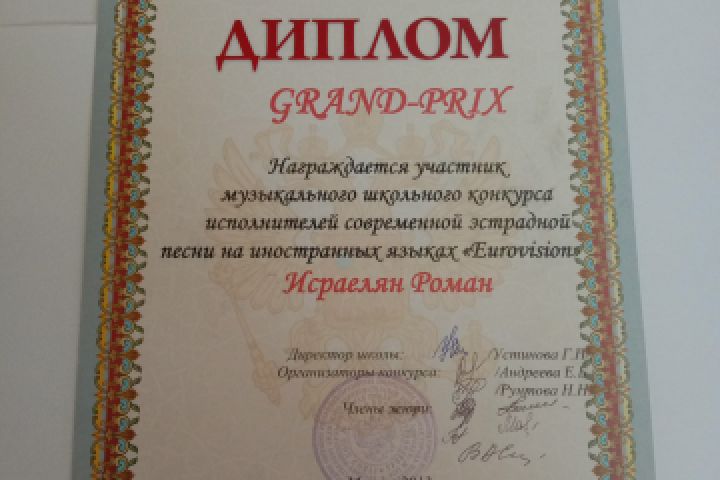 ДИПЛОМ
GRAND-PRIX
Награждается участник
музыкального школьного конкурса
исполнителей современной эстрадной
песни на иностранных языках «Eurovision»
Исраелян Роман
Директор школы: /Устинова Г.Н
Организаторы конкурса: /Андреева Е.
Члены жюри: